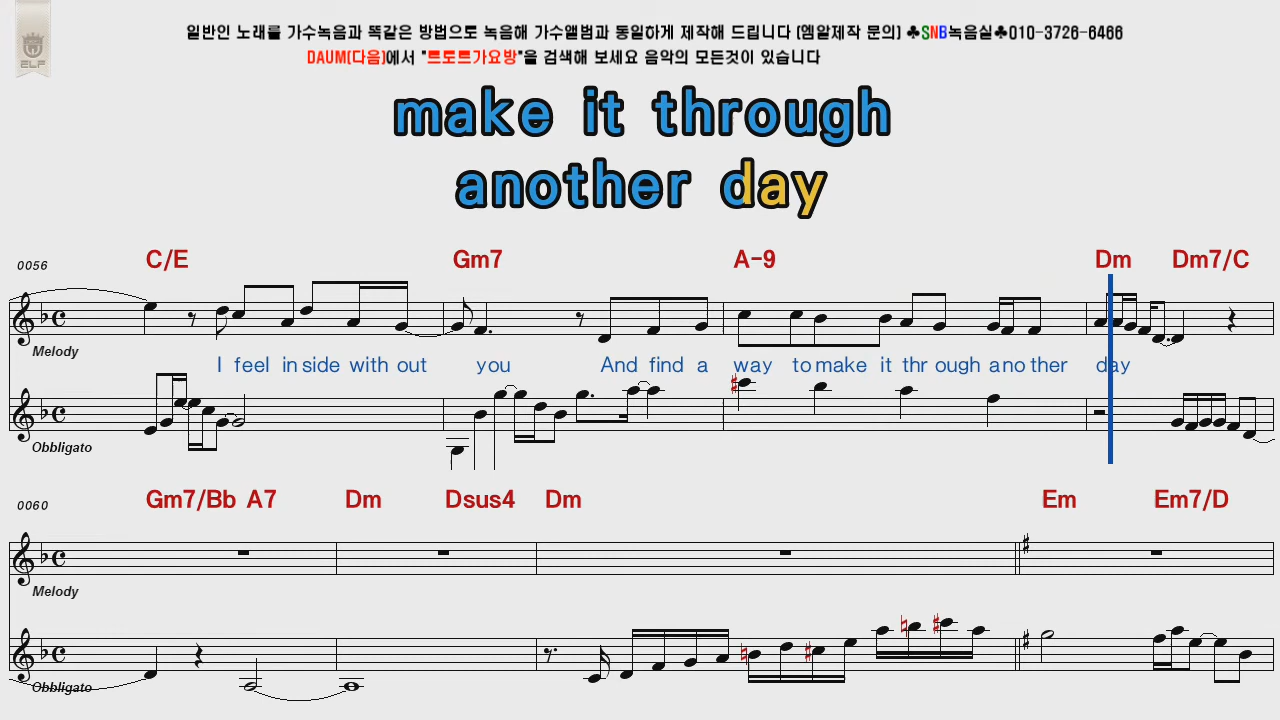 일반인 노래를 가수녹음과 똑같은 방법으로 녹음해 가수앨범과 동일하게 제작해 드립니다 (엠알제작 문의) ♣SNB녹음실♣010-3726-6466
DAUM(다음)에서 "트로트가요방"을 검색해 보세요 음악의 모든것이 있습니다
ELF
make it through
another day
0056 C/E Gm7 A-9 Dm Dm7/C
Melody
I feel in side with out you And find a way to make it thr ough ano ther day
Obbligato
0060 Gm7/Bb A7 Dm Dsus4 Dm Em Em7/D
Melody
Obbligato